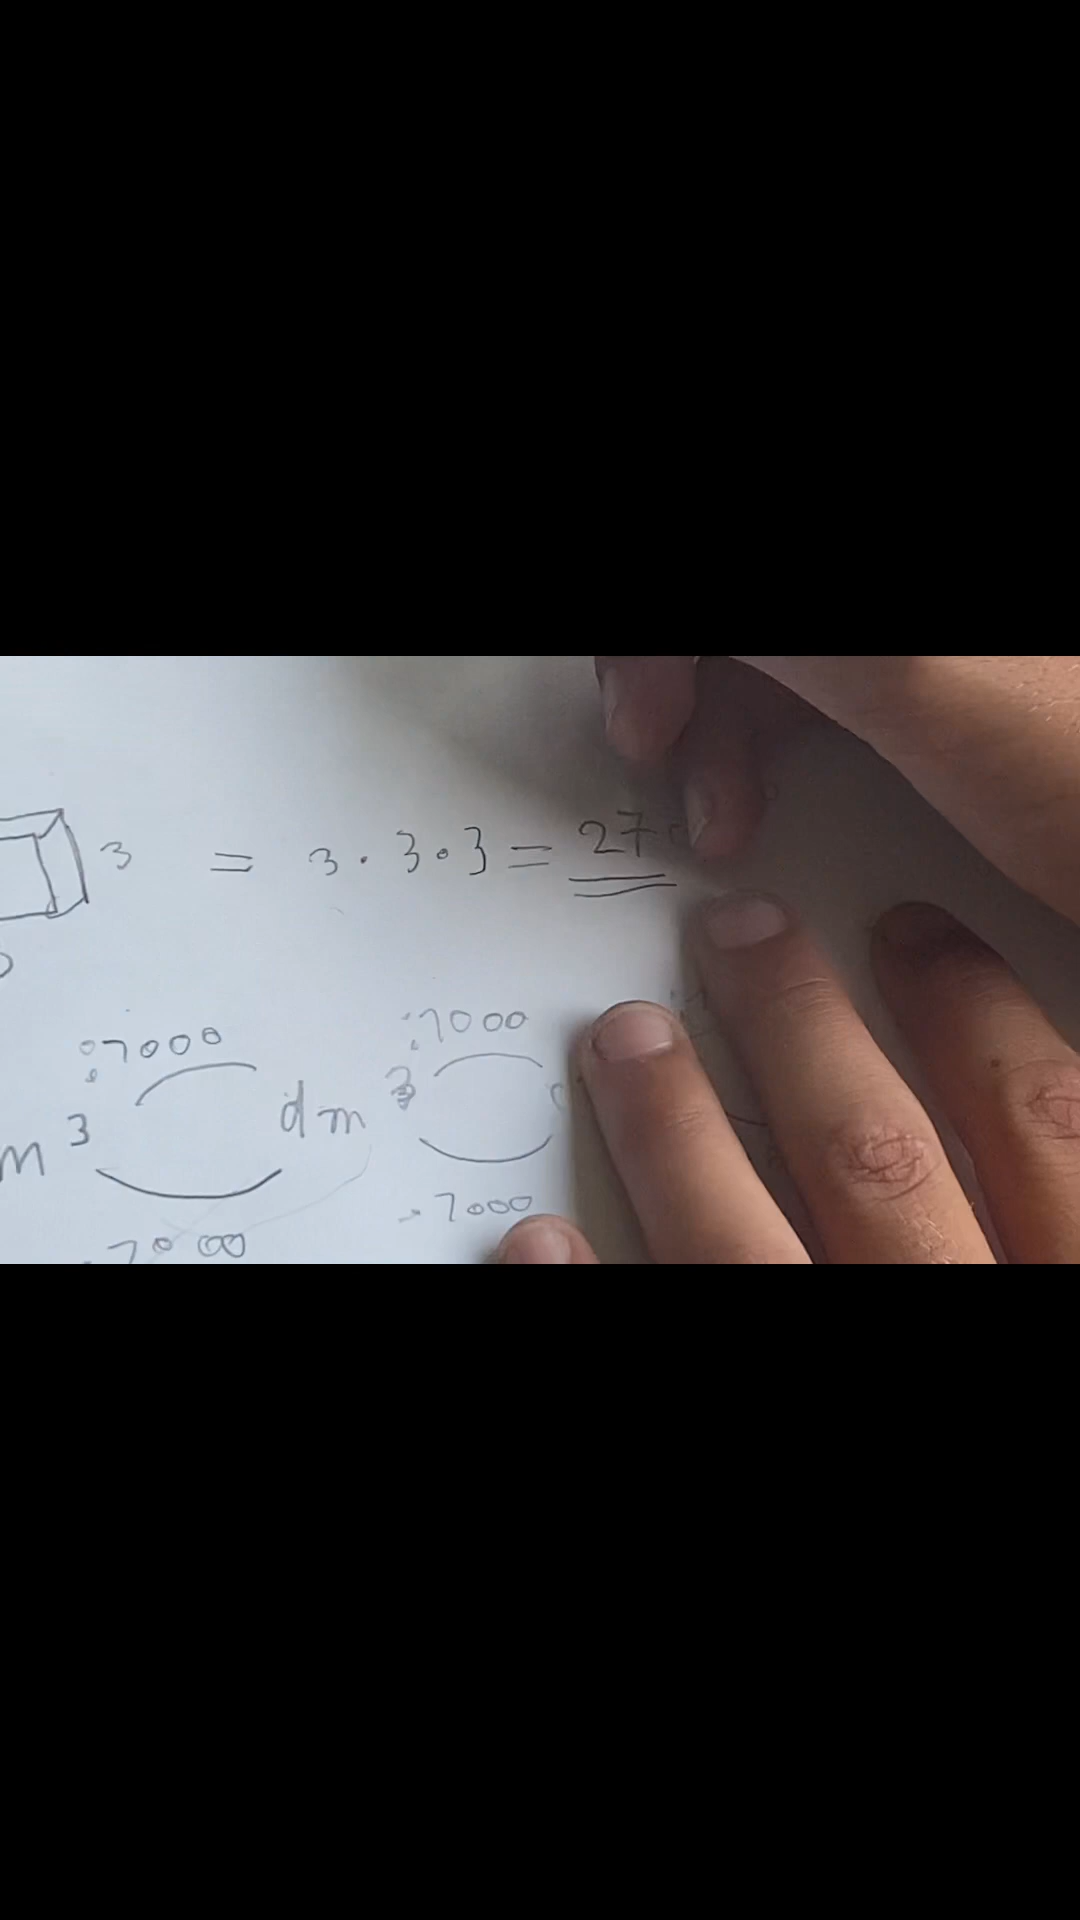 3 = 3 · 3 · 3 = 27
:1000 :1000
m³ dm³
· 1000 · 1000